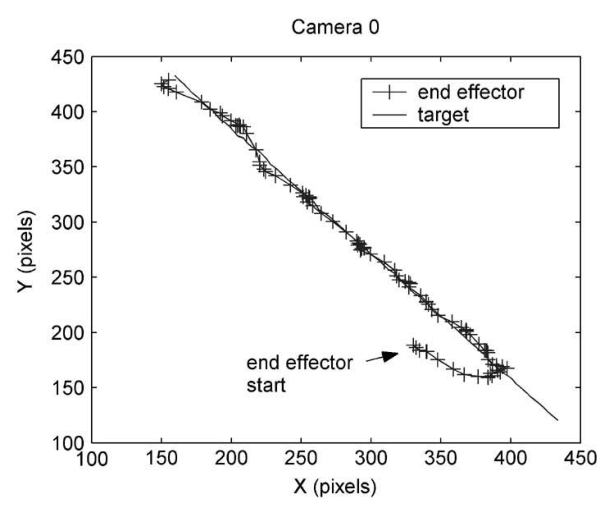 Camera 0
450
400
350
300
250
200
150
100
Y (pixels)
end effector
target
end effector
start
100 150 200 250 300 350 400 450
X (pixels)